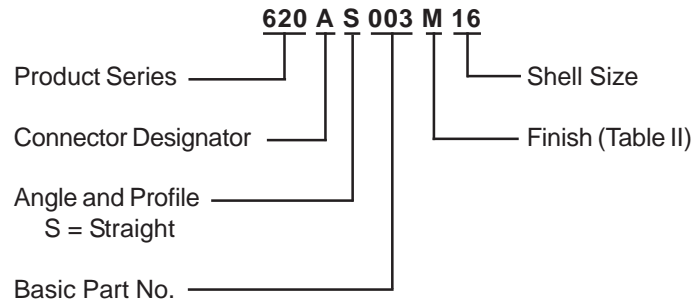 620 A S 003 M 16
Product Series
Shell Size
Connector Designator
Finish (Table II)
Angle and Profile
S = Straight
Basic Part No.